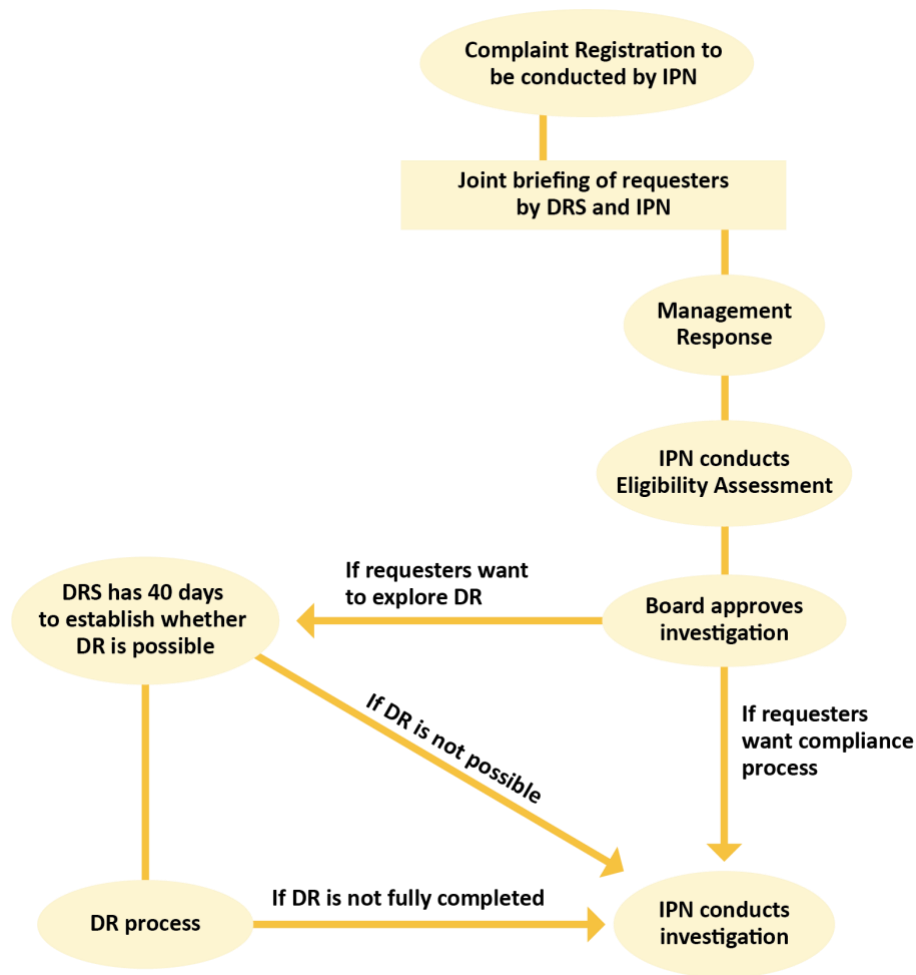 Complaint Registration to
be conducted by IPN
Joint briefing of requesters
by DRS and IPN
Management
Response
IPN conducts
Eligibility Assessment
If requesters want
to explore DR
DRS has 40 days
to establish whether
DR is possible
Board approves
investigation
If DR is not possible
If requesters
want compliance
process
If DR is not fully completed
DR process
IPN conducts
investigation